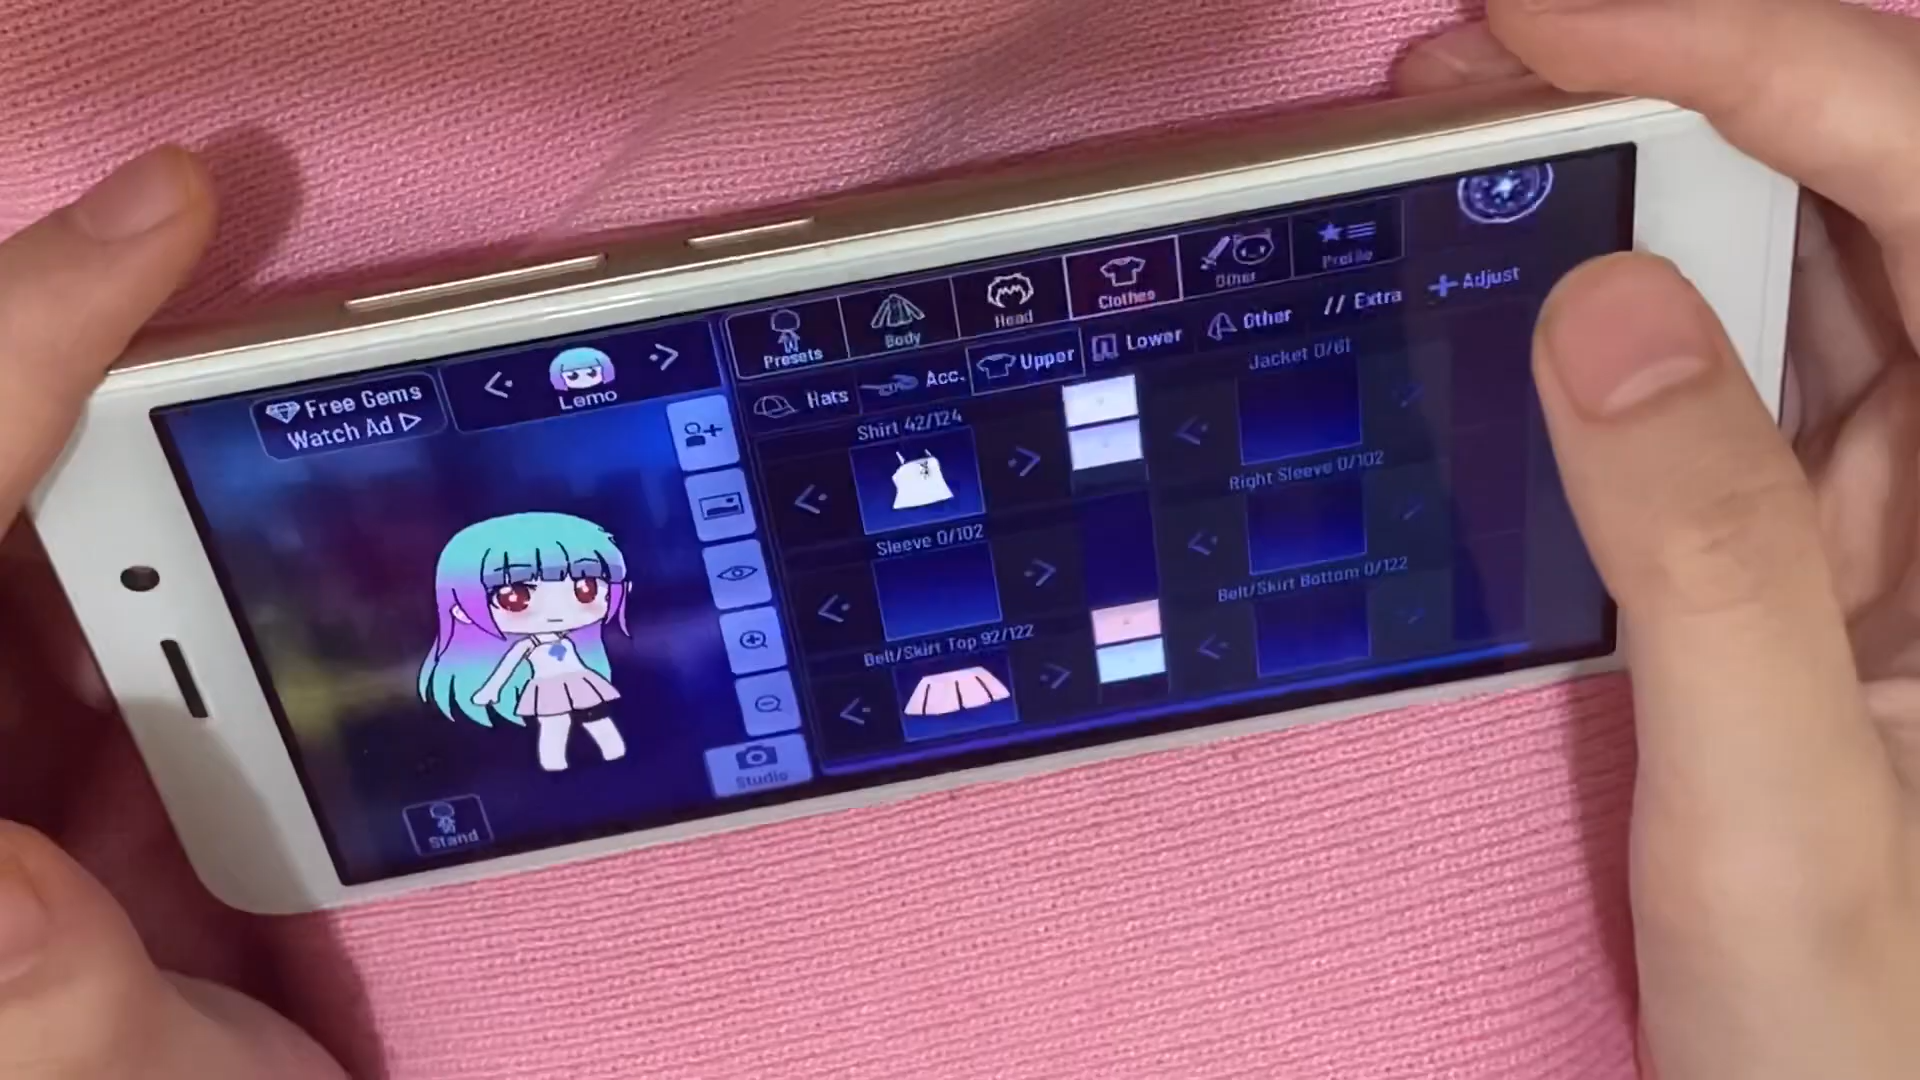 Free Gems
Watch Ad
Lemo
Stand
Studio
Presets
Body
Head
Clothes
Other
Profile
Hats
Acc.
Upper
Lower
Other
// Extra
Adjust
Shirt 42/124
Jacket 0/61
Sleeve 0/102
Right Sleeve 0/102
Belt/Skirt Top 92/122
Belt/Skirt Bottom 0/122